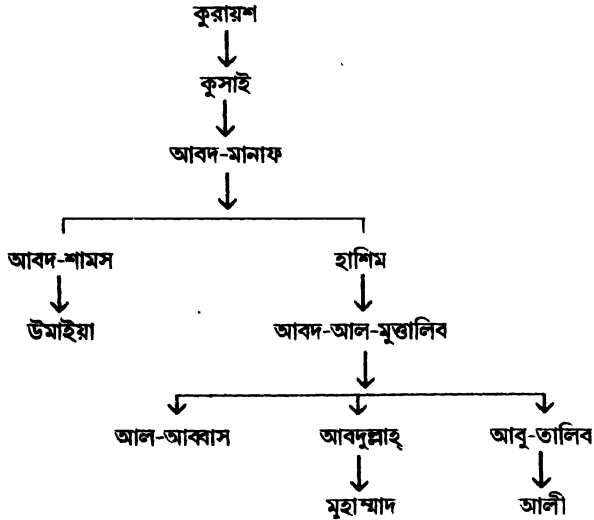 কুরায়শ
কুসাই
আবদ-মানাফ
আবদ-শামস হাশিম
উমাইয়া আবদ-আল-মুত্তালিব
আল-আব্বাস আবদুল্লাহ্ আবু-তালিব
মুহাম্মাদ আলী